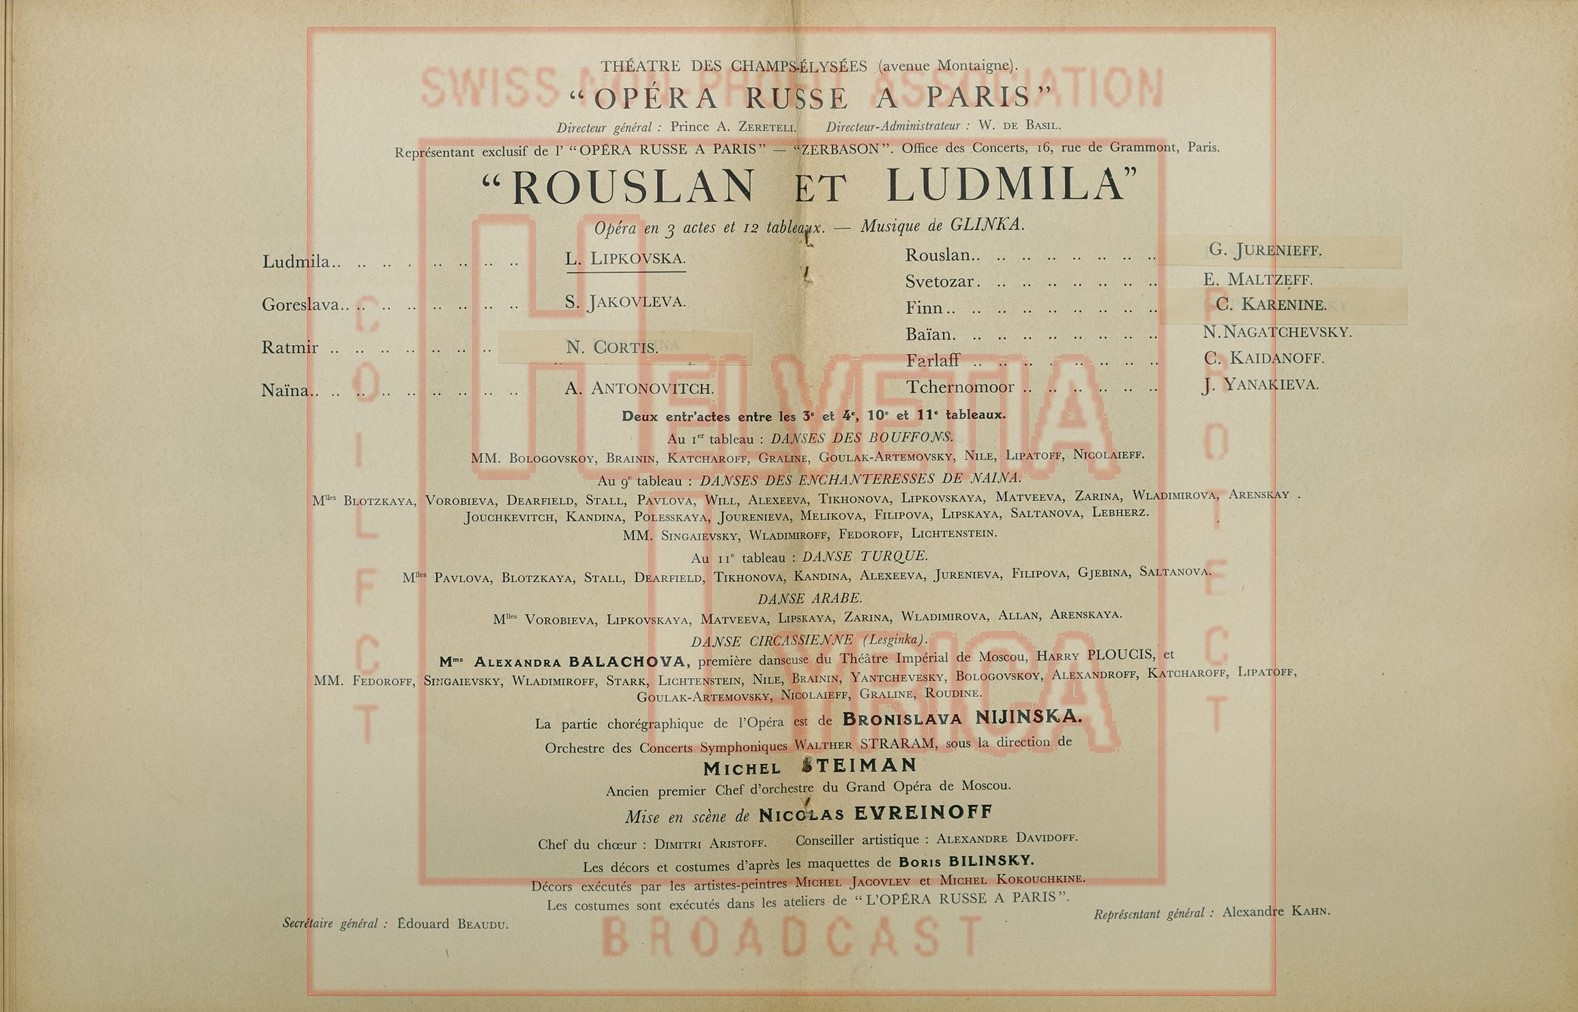 THÉATRE DES CHAMPS-ÉLYSÉES (avenue Montaigne).
SWISS NON-PROFIT ASSOCIATION
“OPÉRA RUSSE A PARIS”
Directeur général : Prince A. ZERETELI. Directeur-Administrateur : W. DE BASIL.
Représentant exclusif de l’ “OPÉRA RUSSE A PARIS” — “ZERBASON”. Office des Concerts, 16, rue de Grammont, Paris.
“ROUSLAN ET LUDMILA”
Opéra en 3 actes et 12 tableaux. — Musique de GLINKA.
Ludmila.. .. .. .. .. .. .. L. LIPKOVSKA.
Goreslava.. .. .. .. .. .. .. S. JAKOVLEVA.
Ratmir .. .. .. .. .. .. .. N. CORTIS.
Naïna.. .. .. .. .. .. .. A. ANTONOVITCH.
Rouslan.. .. .. .. .. .. .. G. JURENIEFF.
Svetozar. .. .. .. .. .. .. E. MALTZEFF.
Finn.. .. .. .. .. .. .. C. KARENINE.
Baïan. .. .. .. .. .. .. N. NAGATCHEVSKY.
Farlaff .. .. .. .. .. .. C. KAIDANOFF.
Tchernomoor .. .. .. .. .. J. YANAKIEVA.
Deux entr’actes entre les 3e et 4e, 10e et 11e tableaux.
Au 1er tableau : DANSES DES BOUFFONS.
MM. BOLOGOVSKOY, BRAININ, KATCHAROFF, GRALINE, GOULAK-ARTEMOVSKY, NILE, LIPATOFF, NICOLAIEFF.
Au 9e tableau : DANSES DES ENCHANTERESSES DE NAINA.
Mlles BLOTZKAYA, VOROBIEVA, DEARFIELD, STALL, PAVLOVA, WILL, ALEXEEVA, TIKHONOVA, LIPKOVSKAYA, MATVEEVA, ZARINA, WLADIMIROVA, ARENSKAY .
JOUCHKEVITCH, KANDINA, POLESSKAYA, JOURENIEVA, MELIKOVA, FILIPOVA, LIPSKAYA, SALTANOVA, LEBHERZ.
MM. SINGAIEVSKY, WLADIMIROFF, FEDOROFF, LICHTENSTEIN.
Au 11e tableau : DANSE TURQUE.
Mlles PAVLOVA, BLOTZKAYA, STALL, DEARFIELD, TIKHONOVA, KANDINA, ALEXEEVA, JURENIEVA, FILIPOVA, GJEBINA, SALTANOVA.
DANSE ARABE.
Mlles VOROBIEVA, LIPKOVSKAYA, MATVEEVA, LIPSKAYA, ZARINA, WLADIMIROVA, ALLAN, ARENSKAYA.
DANSE CIRCASSIENNE (Lesginka).
Mme ALEXANDRA BALACHOVA, première danseuse du Théâtre Impérial de Moscou, HARRY PLOUCIS, et
MM. FEDOROFF, SINGAIEVSKY, WLADIMIROFF, STARK, LICHTENSTEIN, NILE, BRAININ, YANTCHEVESKY, BOLOGOVSKOY, ALEXANDROFF, KATCHAROFF, LIPATOFF,
GOULAK-ARTEMOVSKY, NICOLAIEFF, GRALINE, ROUDINE.
La partie chorégraphique de l’Opéra est de BRONISLAVA NIJINSKA.
Orchestre des Concerts Symphoniques WALTHER STRARAM, sous la direction de
MICHEL STEIMAN
Ancien premier Chef d’orchestre du Grand Opéra de Moscou.
Mise en scène de NICOLAS EVREINOFF
Chef du chœur : DIMITRI ARISTOFF. Conseiller artistique : ALEXANDRE DAVIDOFF.
Les décors et costumes d’après les maquettes de BORIS BILINSKY.
Décors exécutés par les artistes-peintres MICHEL JACOVLEV et MICHEL KOKOUCHKINE.
Les costumes sont exécutés dans les ateliers de “L’OPÉRA RUSSE A PARIS”.
Secrétaire général : Édouard BEAUDU.
Représentant général : Alexandre KAHN.
HELVETIA
LYRICA
COLLECT
PROTECT
BROADCAST